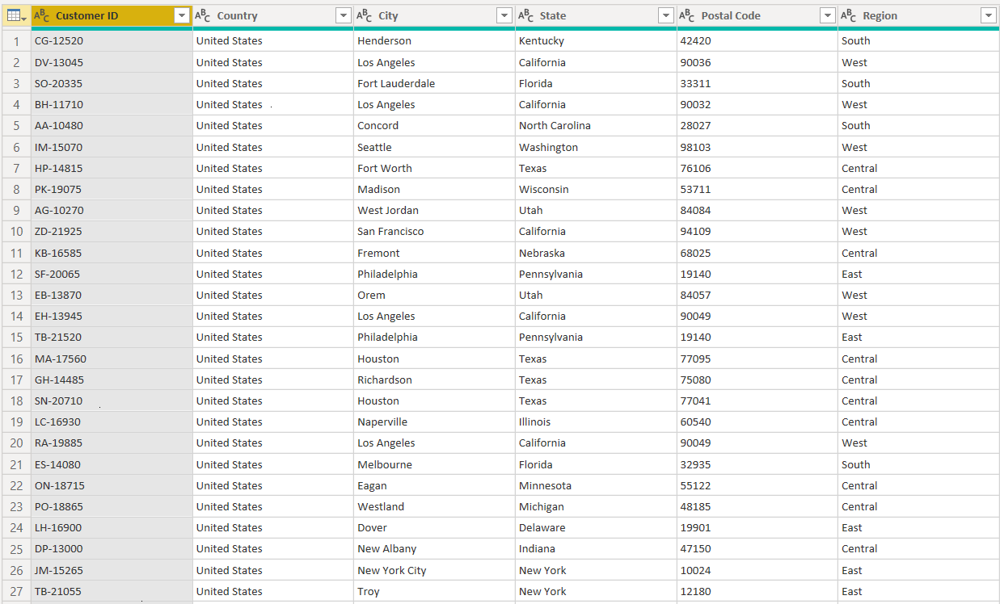 ABC Customer ID ABC Country ABC City ABC State ABC Postal Code ABC Region
1 CG-12520 United States Henderson Kentucky 42420 South
2 DV-13045 United States Los Angeles California 90036 West
3 SO-20335 United States Fort Lauderdale Florida 33311 South
4 BH-11710 United States Los Angeles California 90032 West
5 AA-10480 United States Concord North Carolina 28027 South
6 IM-15070 United States Seattle Washington 98103 West
7 HP-14815 United States Fort Worth Texas 76106 Central
8 PK-19075 United States Madison Wisconsin 53711 Central
9 AG-10270 United States West Jordan Utah 84084 West
10 ZD-21925 United States San Francisco California 94109 West
11 KB-16585 United States Fremont Nebraska 68025 Central
12 SF-20065 United States Philadelphia Pennsylvania 19140 East
13 EB-13870 United States Orem Utah 84057 West
14 EH-13945 United States Los Angeles California 90049 West
15 TB-21520 United States Philadelphia Pennsylvania 19140 East
16 MA-17560 United States Houston Texas 77095 Central
17 GH-14485 United States Richardson Texas 75080 Central
18 SN-20710 United States Houston Texas 77041 Central
19 LC-16930 United States Naperville Illinois 60540 Central
20 RA-19885 United States Los Angeles California 90049 West
21 ES-14080 United States Melbourne Florida 32935 South
22 ON-18715 United States Eagan Minnesota 55122 Central
23 PO-18865 United States Westland Michigan 48185 Central
24 LH-16900 United States Dover Delaware 19901 East
25 DP-13000 United States New Albany Indiana 47150 Central
26 JM-15265 United States New York City New York 10024 East
27 TB-21055 United States Troy New York 12180 East